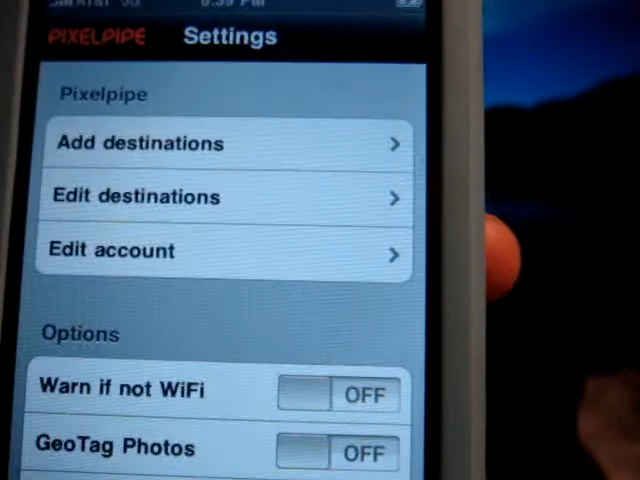 PIXELPIPE Settings
Pixelpipe
Add destinations
Edit destinations
Edit account
Options
Warn if not WiFi OFF
GeoTag Photos OFF